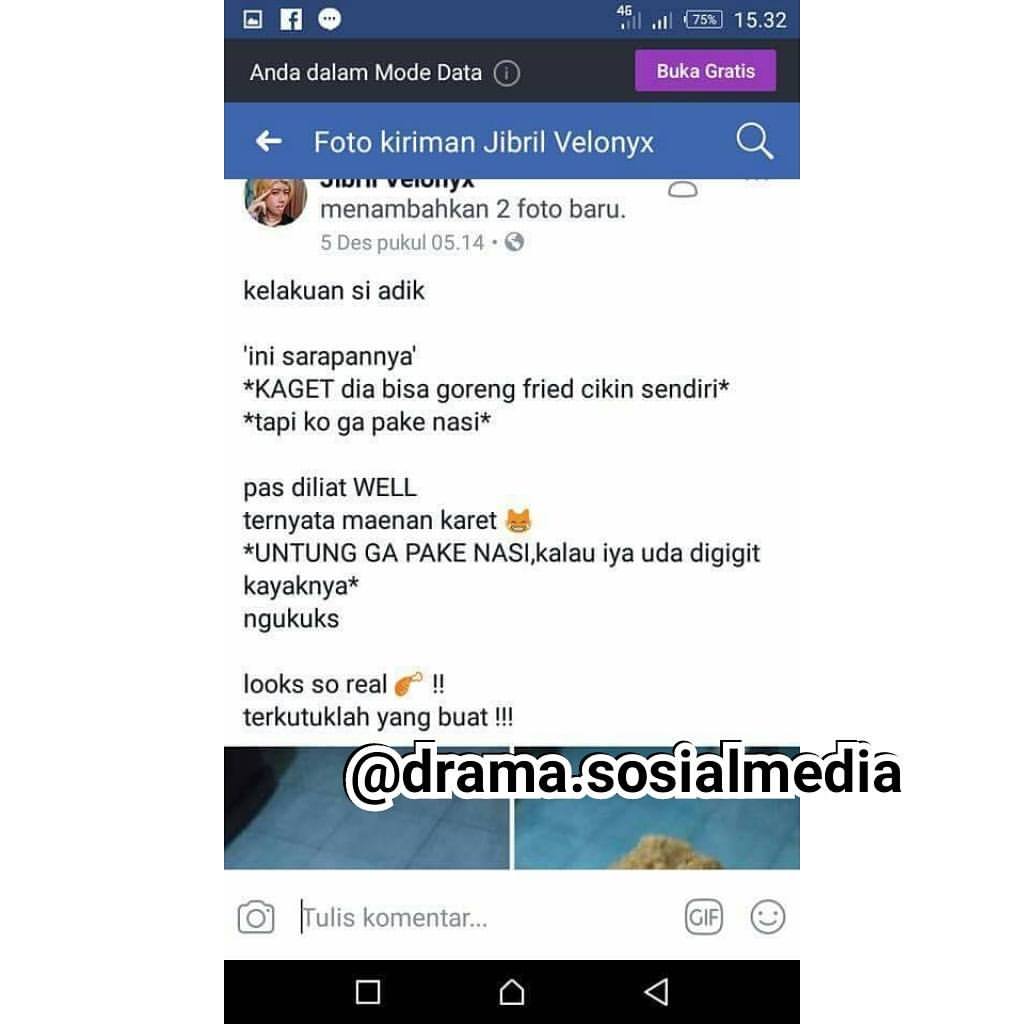 4G
75%
15.32
Anda dalam Mode Data
Buka Gratis
Foto kiriman Jibril Velonyx
Jibril Velonyx
menambahkan 2 foto baru.
5 Des pukul 05.14 •
kelakuan si adik
'ini sarapannya'
*KAGET dia bisa goreng fried cikin sendiri*
*tapi ko ga pake nasi*
pas diliat WELL
ternyata maenan karet 😹
*UNTUNG GA PAKE NASI,kalau iya uda digigit
kayaknya*
ngukuks
looks so real 🍗 !!
terkutuklah yang buat !!!
@drama.sosialmedia
Tulis komentar...
GIF